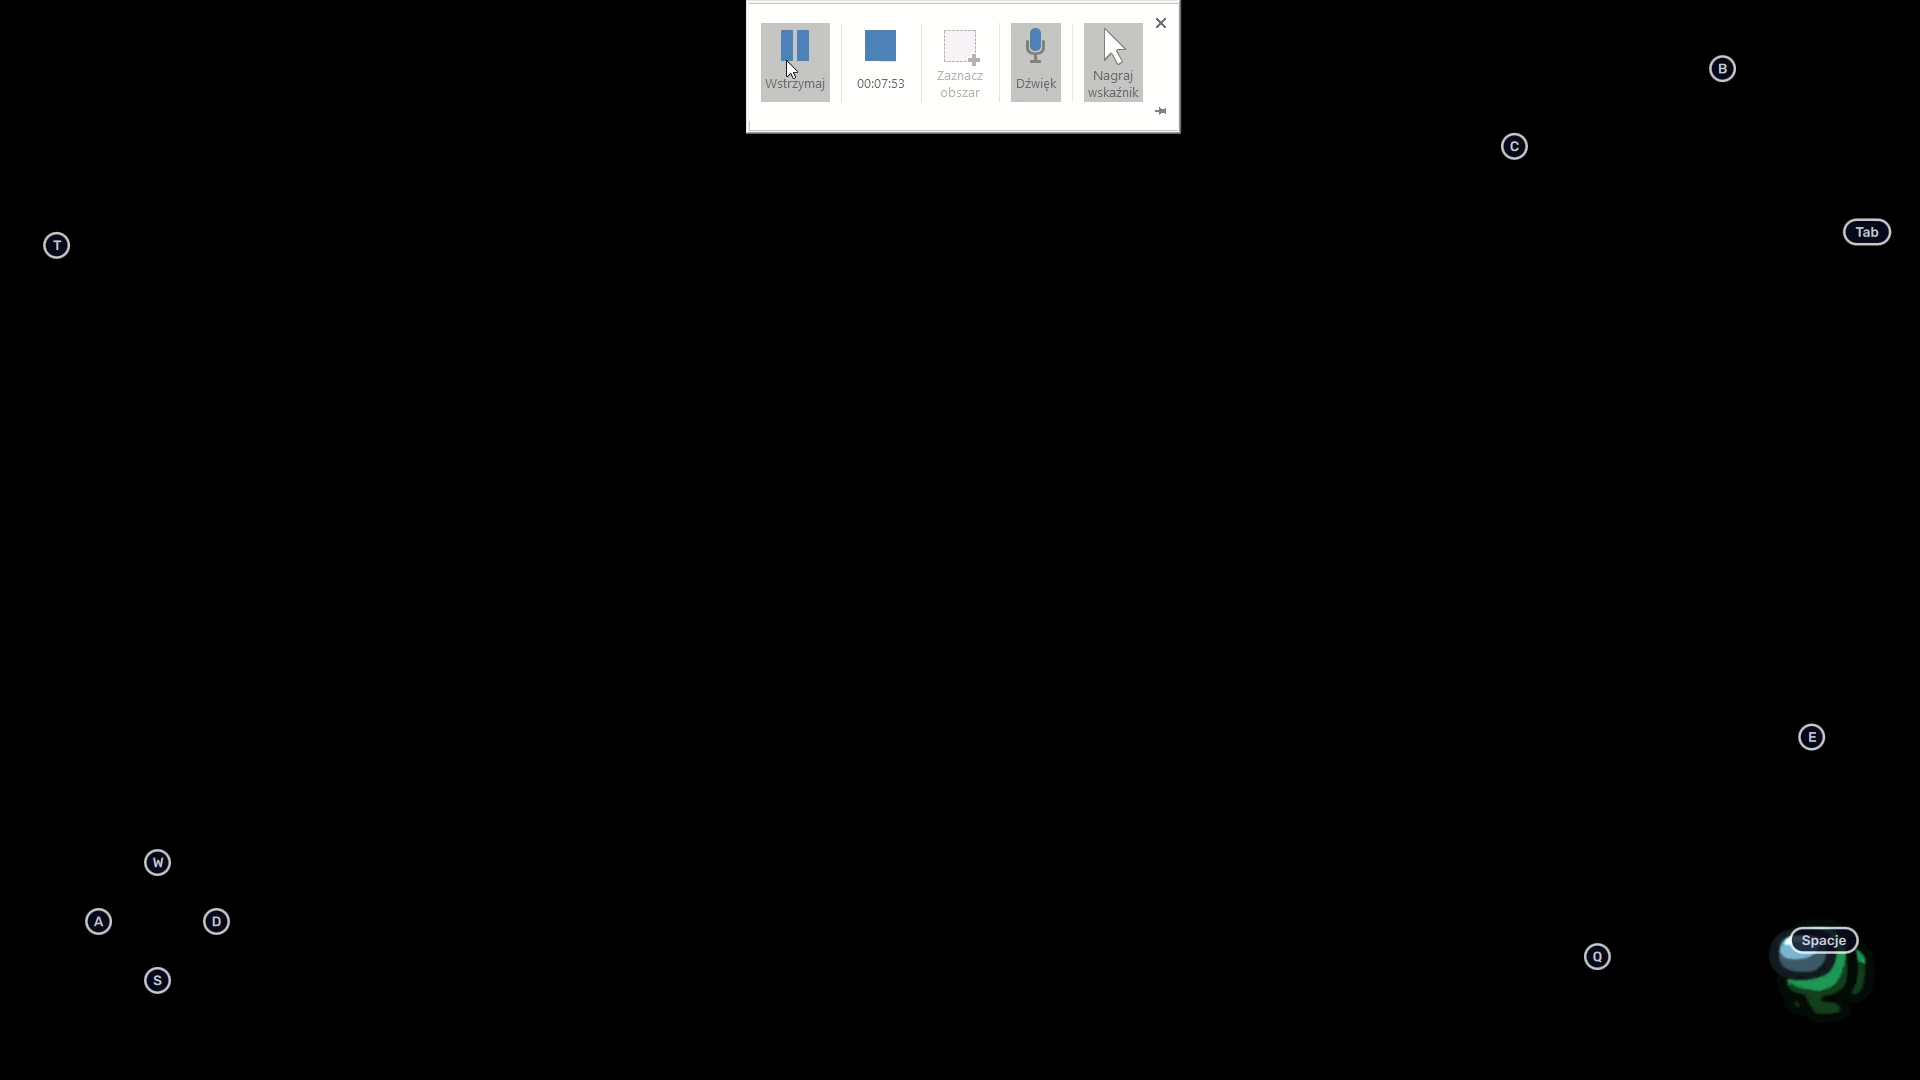 Wstrzymaj
00:07:53
Zaznacz
obszar
Dźwięk
Nagraj
wskaźnik
B
C
T
Tab
E
W
A
D
S
Q
Spacje